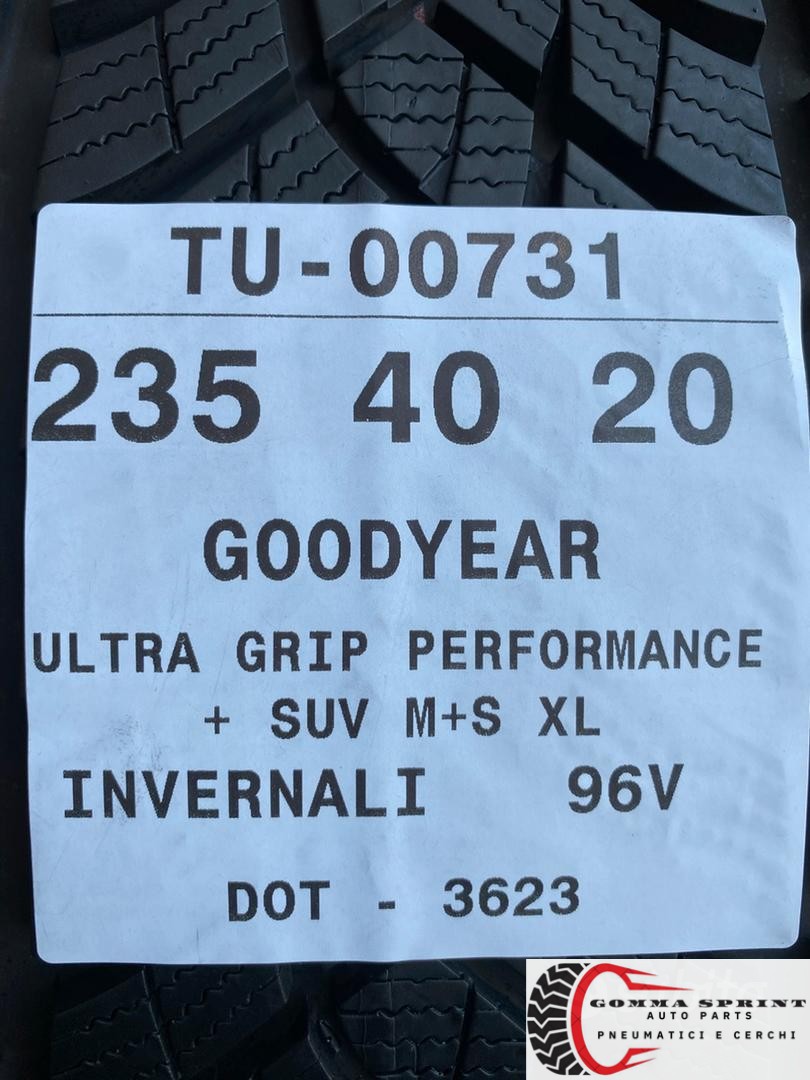 TU-00731
235 40 20
GOODYEAR
ULTRA GRIP PERFORMANCE
+ SUV M+S XL
INVERNALI 96V
DOT - 3623
GOMMA SPRINT
AUTO PARTS
PNEUMATICI E CERCHI